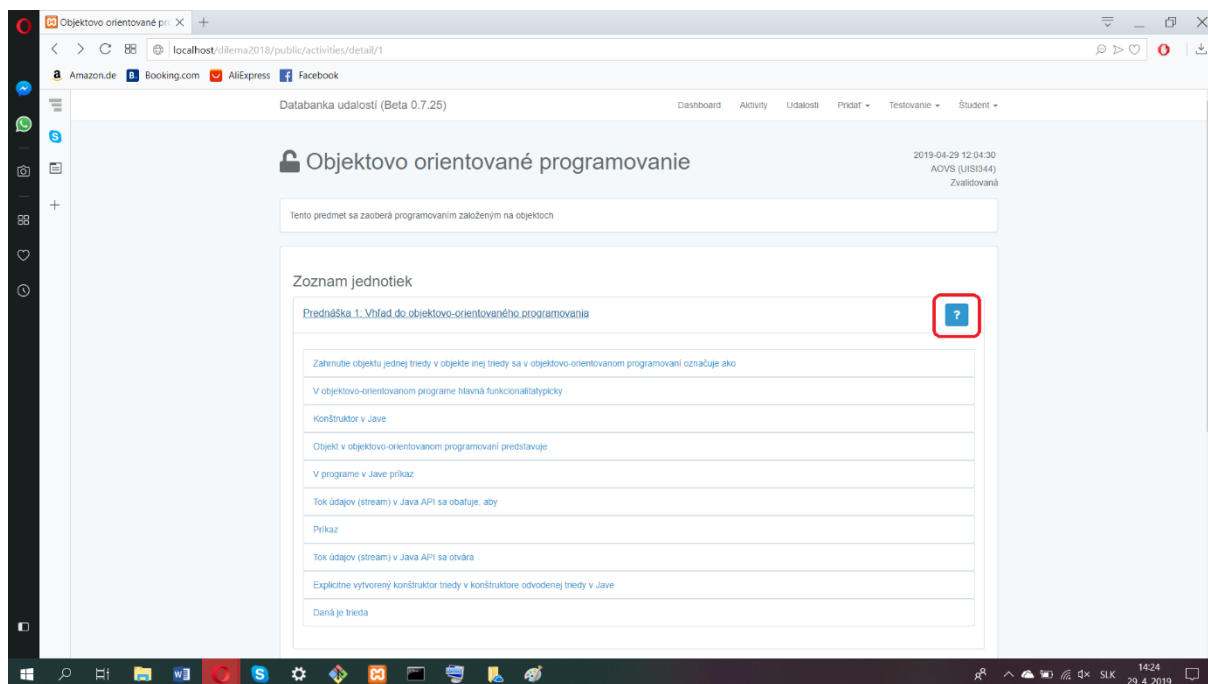 Objektovo orientované pr
localhost/dilema2018/public/activities/detail/1
Amazon.de Booking.com AliExpress Facebook
Databanka udalostí (Beta 0.7.25)
Dashboard Aktivity Udalosti Pridať Testovanie Študent
Objektovo orientované programovanie
2019-04-29 12:04:30
AOVS (UISI344)
Zvalidovaná
Tento predmet sa zaoberá programovaním založeným na objektoch
Zoznam jednotiek
Prednáška 1: Vhľad do objektovo-orientovaného programovania
?
Zahrnutie objektu jednej triedy v objekte inej triedy sa v objektovo-orientovanom programovaní označuje ako
V objektovo-orientovanom programe hlavná funkcionalitatypicky
Konštruktor v Jave
Objekt v objektovo-orientovanom programovaní predstavuje
V programe v Jave príkaz
Tok údajov (stream) v Java API sa obaľuje, aby
Príkaz
Tok údajov (stream) v Java API sa otvára
Explicitne vytvorený konštruktor triedy v konštruktore odvodenej triedy v Jave
Daná je trieda
SLK
14:24
29. 4. 2019